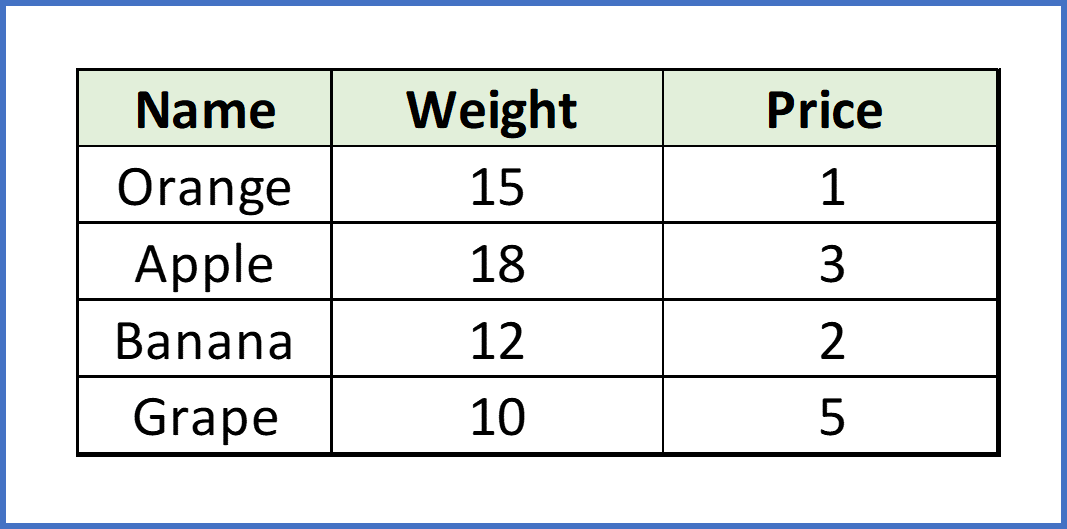 Name Weight Price
Orange 15 1
Apple 18 3
Banana 12 2
Grape 10 5